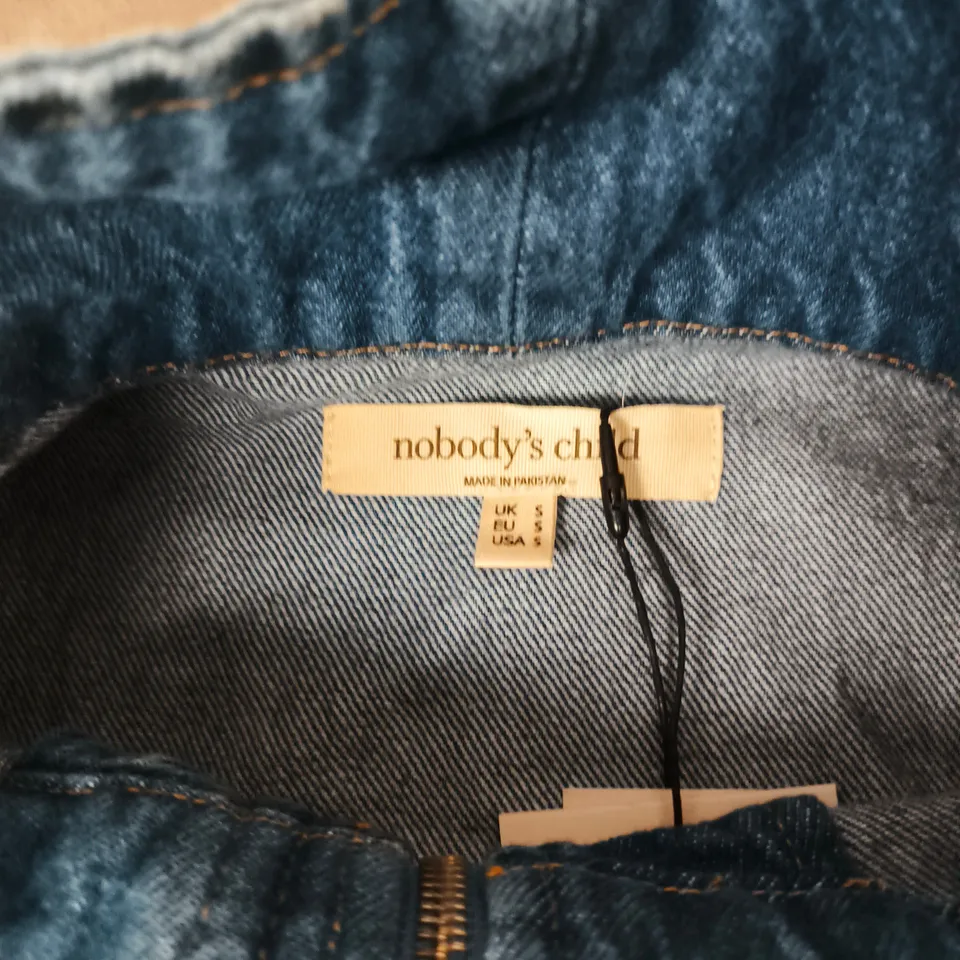 nobody's child
MADE IN PAKISTAN
UK S
EU S
USA S